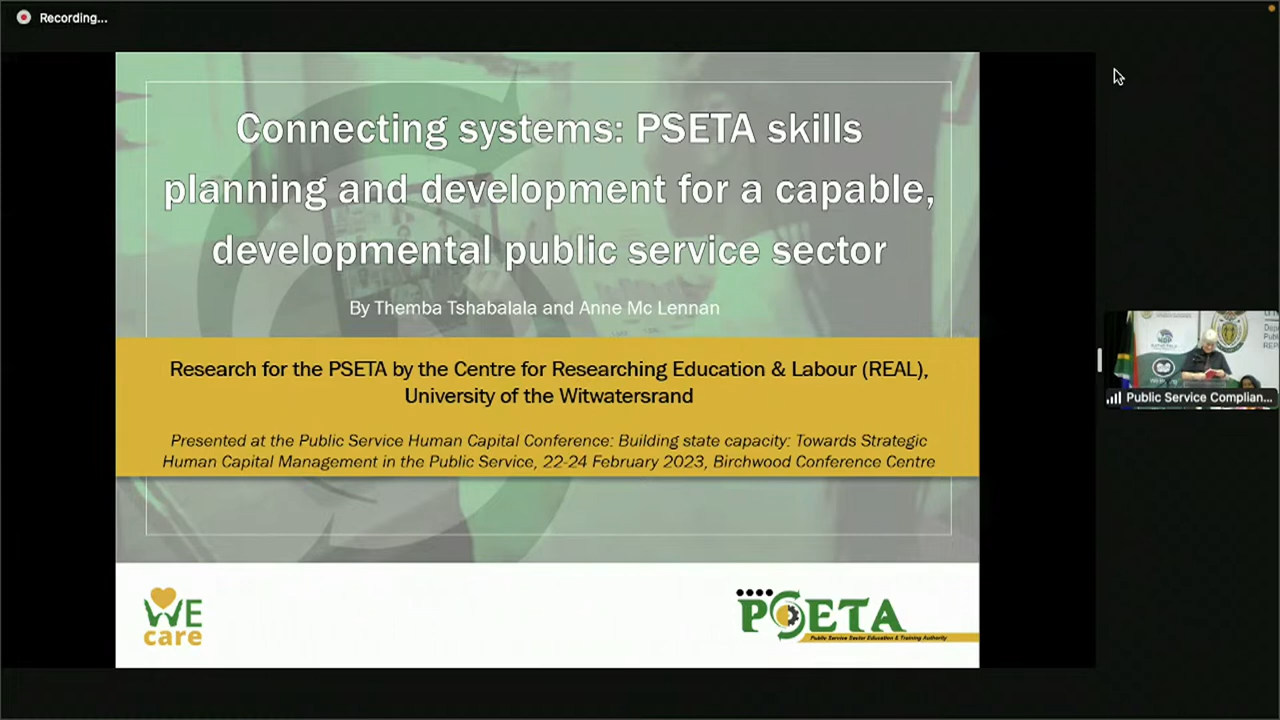 Recording...
Connecting systems: PSETA skills
planning and development for a capable,
developmental public service sector
By Themba Tshabalala and Anne Mc Lennan
Research for the PSETA by the Centre for Researching Education & Labour (REAL),
University of the Witwatersrand
Presented at the Public Service Human Capital Conference: Building state capacity: Towards Strategic
Human Capital Management in the Public Service, 22-24 February 2023, Birchwood Conference Centre
WE
care
PSETA
Public Service Sector Education & Training Authority
Public Service Complian...